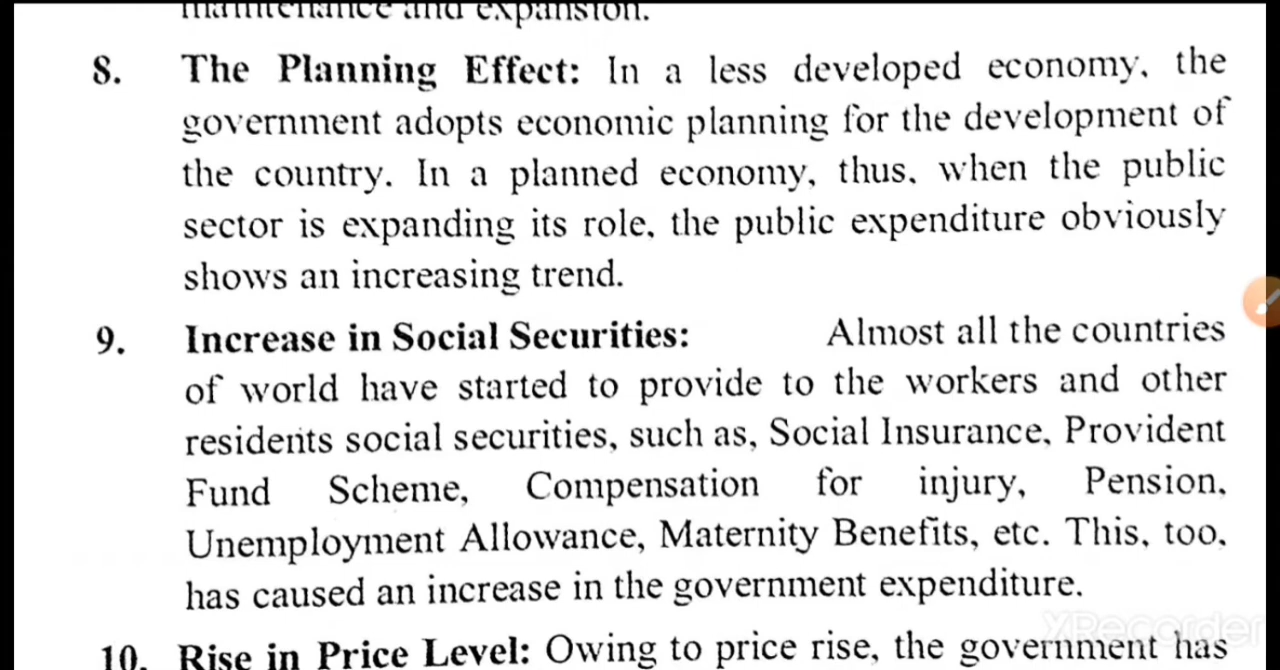 maintenance and expansion.
8. The Planning Effect: In a less developed economy, the
government adopts economic planning for the development of
the country. In a planned economy, thus, when the public
sector is expanding its role, the public expenditure obviously
shows an increasing trend.
9. Increase in Social Securities: Almost all the countries
of world have started to provide to the workers and other
residents social securities, such as, Social Insurance, Provident
Fund Scheme, Compensation for injury, Pension,
Unemployment Allowance, Maternity Benefits, etc. This, too,
has caused an increase in the government expenditure.
XRecorder
10. Rise in Price Level: Owing to price rise, the government has